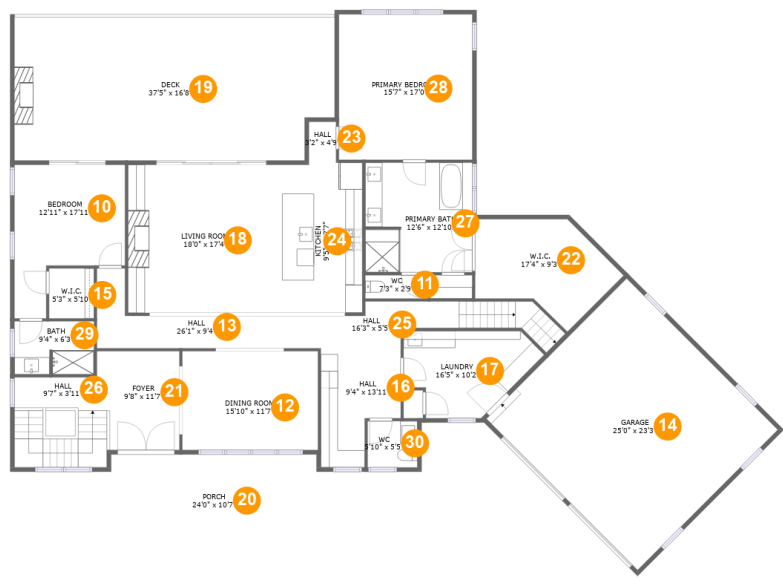 DECK
37'5" x 16'8
19
PRIMARY BEDRO
15'7" x 17'0
28
HALL
3'2" x 4'9
23
BEDROOM
12'11" x 17'11
10
LIVING ROO
18'0" x 17'4
18
KITCHEN
24
PRIMARY BAT
12'6" x 12'10
27
W.I.C.
17'4" x 9'3
22
W.I.C.
5'3" x 5'10
15
WC
7'3" x 2'9
11
HALL
26'1" x 9'4
13
HALL
16'3" x 5'5
25
BATH
9'4" x 6'3
29
LAUNDRY
16'5" x 10'2
17
HALL
9'7" x 3'11
26
FOYER
9'8" x 11'7
21
HALL
9'4" x 13'11
16
DINING ROO
15'10" x 11'7
12
GARAGE
25'0" x 23'3
14
WC
5'10" x 5'5
30
PORCH
24'0" x 10'7
20